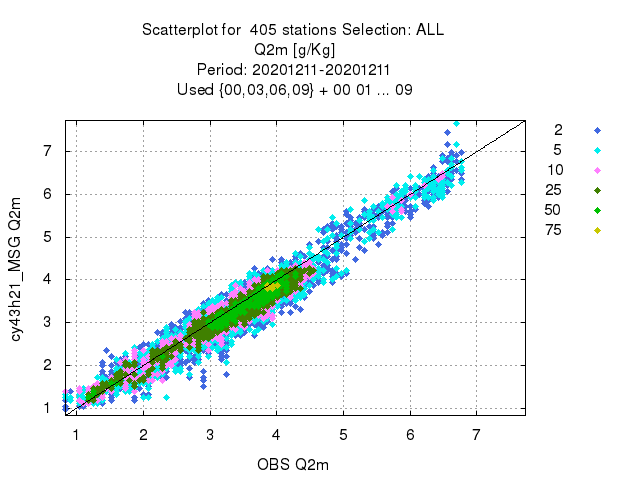 Scatterplot for  405 stations Selection: ALL
Q2m [g/Kg]
Period: 20201211-20201211
Used {00,03,06,09} + 00 01 ... 09
2
5
10
25
50
75
cy43h21_MSG Q2m
7
6
5
4
3
2
1
1 2 3 4 5 6 7
OBS Q2m